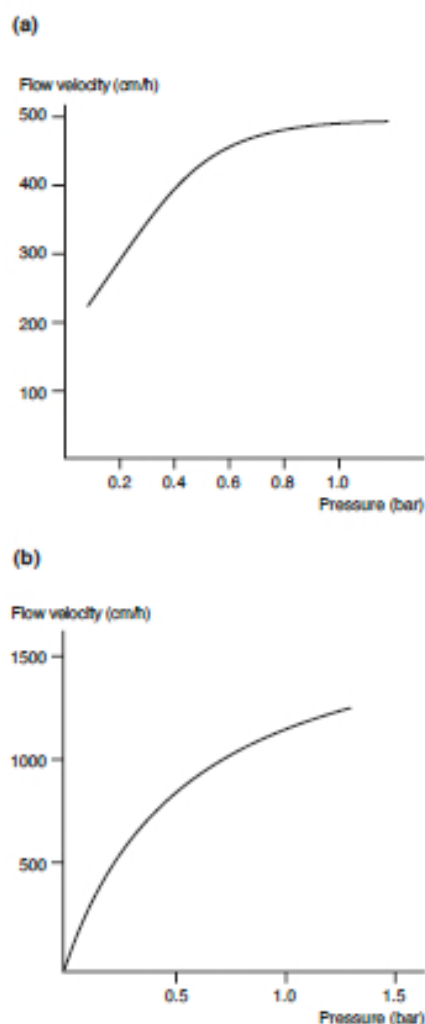 (a)
Flow velocity (cm/h)
500
400
300
200
100
0.2 0.4 0.6 0.8 1.0
Pressure (bar)
(b)
Flow velocity (cm/h)
1500
1000
500
0.5 1.0 1.5
Pressure (bar)